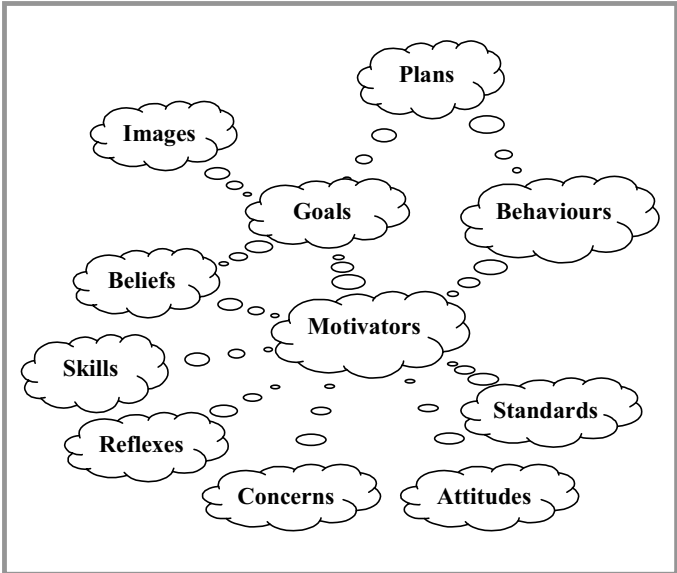 Plans
Images
Goals
Behaviours
Beliefs
Motivators
Skills
Standards
Reflexes
Concerns
Attitudes